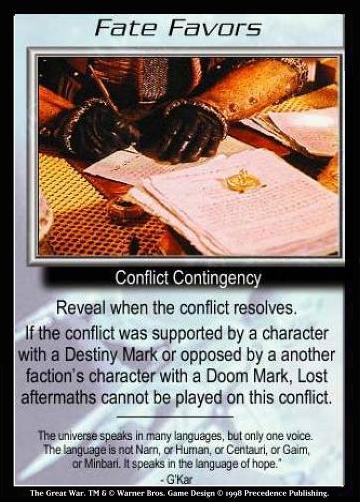 Fate Favors
Conflict Contingency
Reveal when the conflict resolves.
If the conflict was supported by a character
with a Destiny Mark or opposed by a another
faction's character with a Doom Mark, Lost
aftermaths cannot be played on this conflict.
The universe speaks in many languages, but only one voice.
The language is not Narn, or Human, or Centauri, or Gaim,
or Minbari. It speaks in the language of hope."
- G'Kar
The Great War. TM & © Warner Bros. Game Design © 1998 Precedence Publishing.